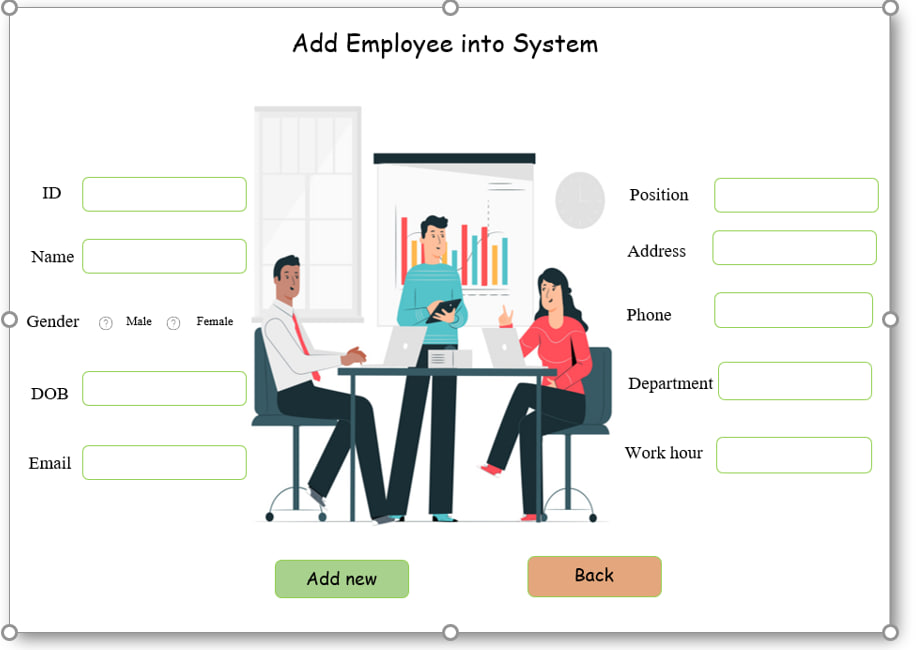 Add Employee into System
ID
Name
Gender ? Male ? Female
DOB
Email
Position
Address
Phone
Department
Work hour
Add new
Back